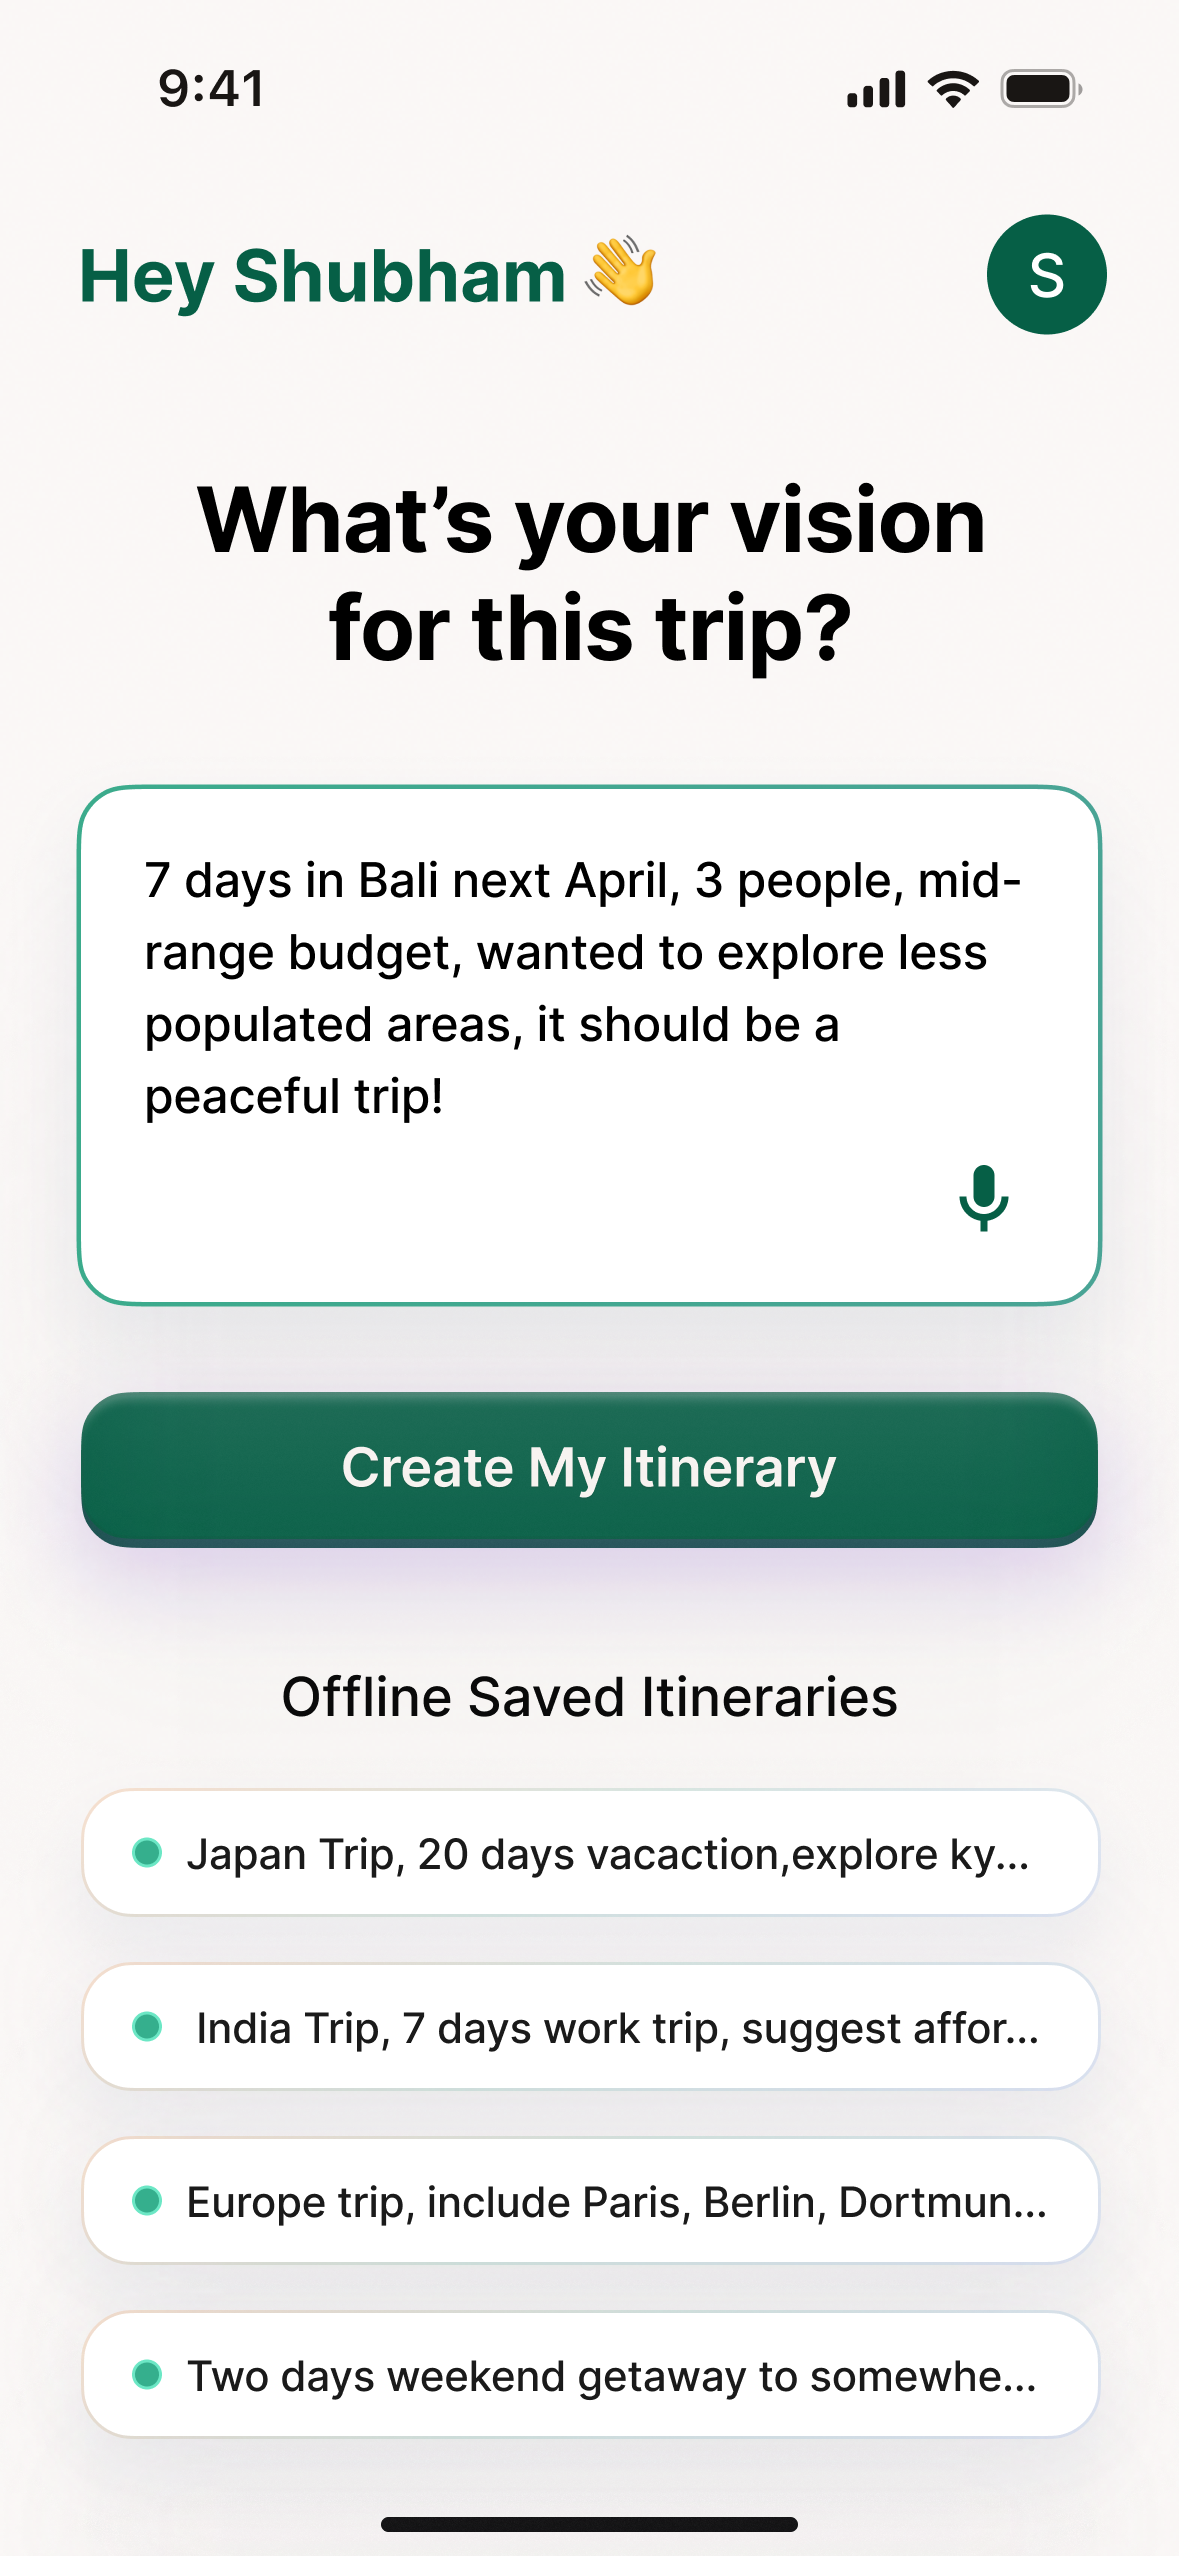 9:41
Hey Shubham 👋
S
What’s your vision
for this trip?
7 days in Bali next April, 3 people, mid-
range budget, wanted to explore less
populated areas, it should be a
peaceful trip!
Create My Itinerary
Offline Saved Itineraries
Japan Trip, 20 days vacaction,explore ky...
India Trip, 7 days work trip, suggest affor...
Europe trip, include Paris, Berlin, Dortmun...
Two days weekend getaway to somewhe...